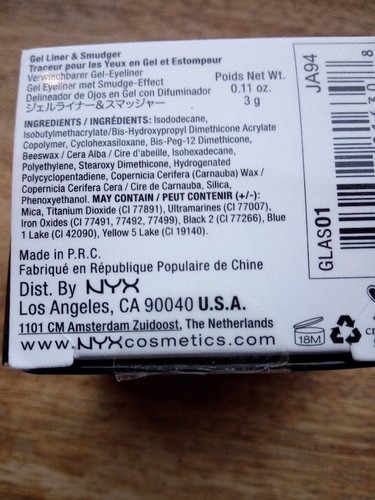 Gel Liner & Smudger
Traceur pour les Yeux en Gel et Estompeur
Verwischbarer Gel-Eyeliner
Gel Eyeliner met Smudge-Effect
Delineador de Ojos en Gel con Difuminador
ジェルライナー&スマッジャー
Poids Net Wt.
0.11 oz.
3 g
INGREDIENTS / INGRÉDIENTS: Isododecane,
Isobutylmethacrylate/Bis-Hydroxypropyl Dimethicone Acrylate
Copolymer, Cyclohexasiloxane, Bis-Peg-12 Dimethicone,
Beeswax / Cera Alba / Cire d'abeille, Isohexadecane,
Polyethylene, Stearoxy Dimethicone, Hydrogenated
Polycyclopentadiene, Copernicia Cerifera (Carnauba) Wax /
Copernicia Cerifera Cera / Cire de Carnauba, Silica,
Phenoxyethanol. MAY CONTAIN / PEUT CONTENIR (+/-):
Mica, Titanium Dioxide (CI 77891), Ultramarines (CI 77007),
Iron Oxides (CI 77491, 77492, 77499), Black 2 (CI 77266), Blue
1 Lake (CI 42090), Yellow 5 Lake (CI 19140).
Made in P.R.C.
Fabriqué en République Populaire de Chine
Dist. By NYX
Los Angeles, CA 90040 U.S.A.
1101 CM Amsterdam Zuidoost, The Netherlands
www.NYXcosmetics.com
18M
JA94
GLAS01